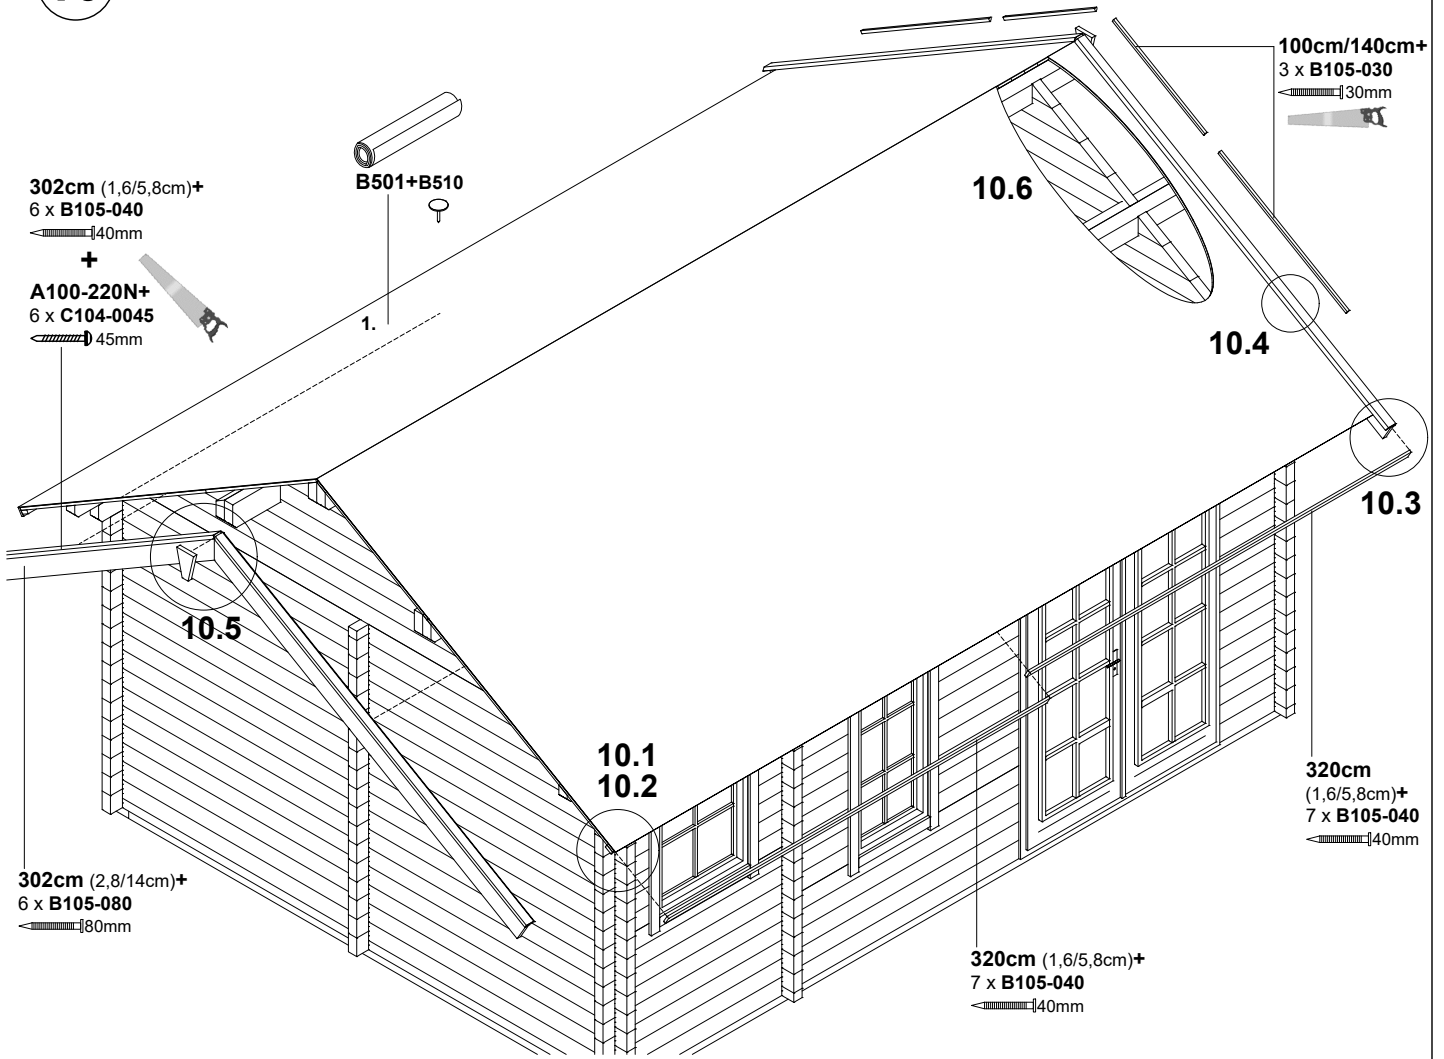 100cm/140cm+
3 x B105-030
30mm
B501+B510
302cm (1,6/5,8cm)+
6 x B105-040
40mm
+
A100-220N+
6 x C104-0045
45mm
1.
10.6
10.4
10.3
10.5
10.1
10.2
320cm
(1,6/5,8cm)+
7 x B105-040
40mm
302cm (2,8/14cm)+
6 x B105-080
80mm
320cm (1,6/5,8cm)+
7 x B105-040
40mm